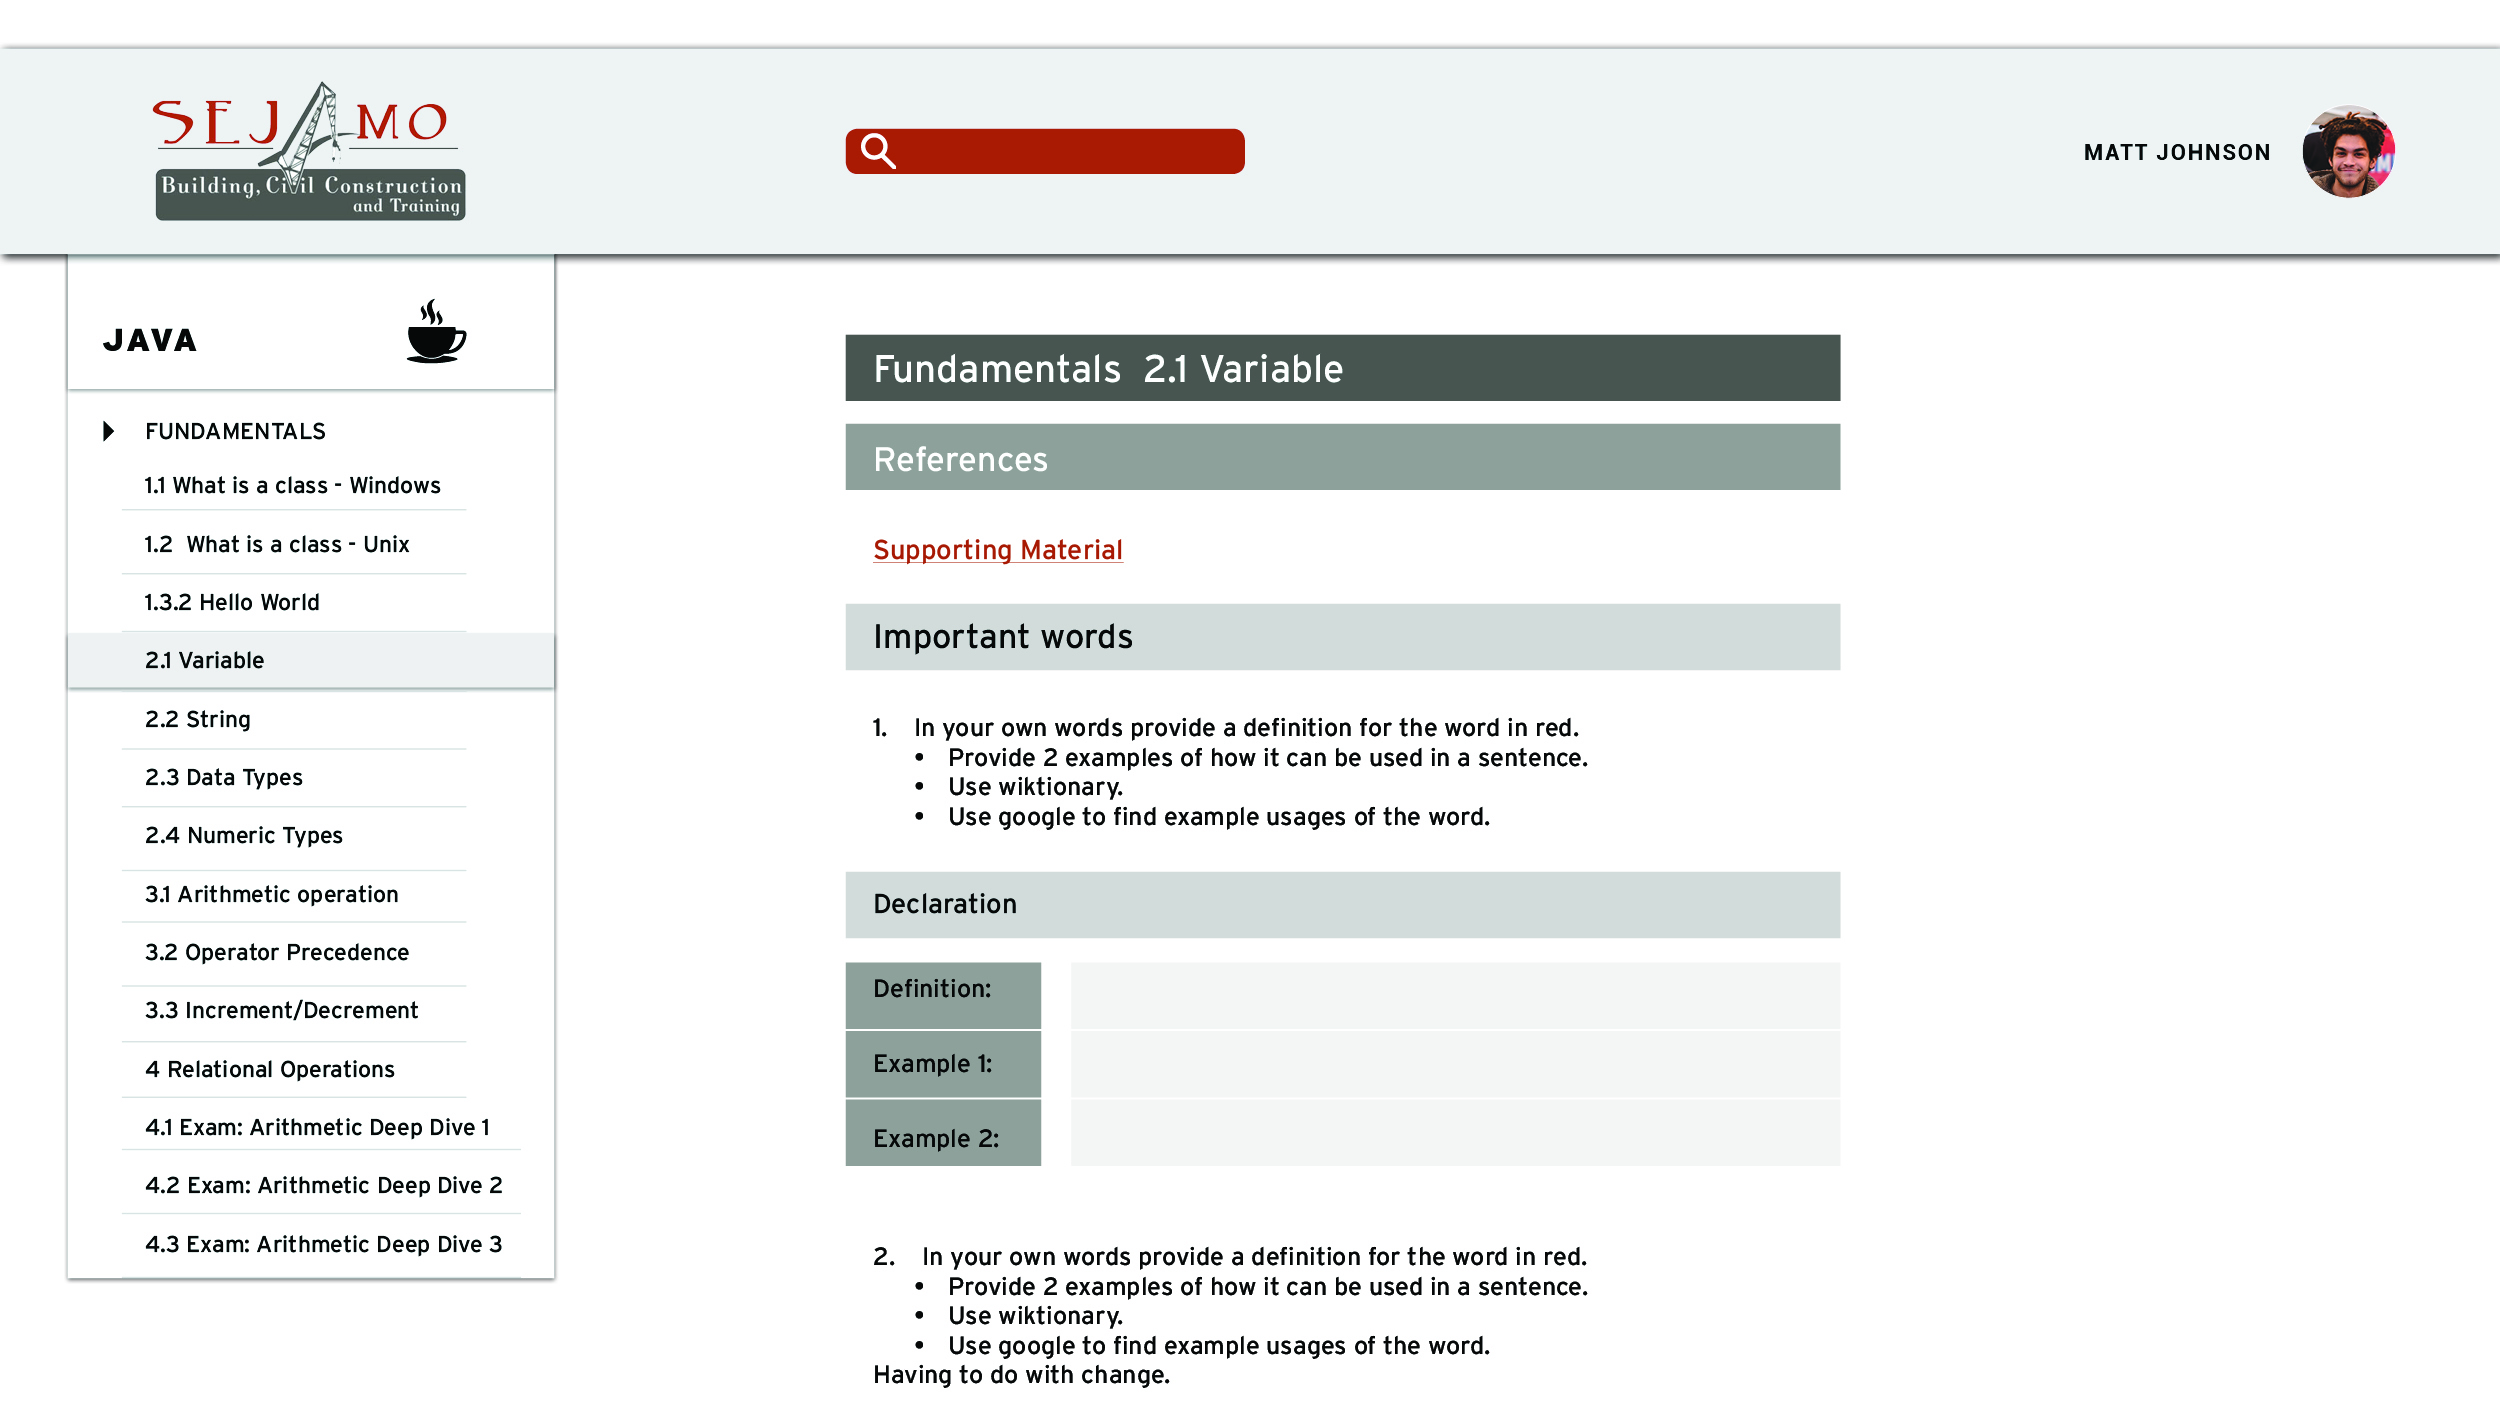 SEJAMO
Building, Civil Construction
and Training
MATT JOHNSON
JAVA
FUNDAMENTALS
1.1 What is a class - Windows
1.2 What is a class - Unix
1.3.2 Hello World
2.1 Variable
2.2 String
2.3 Data Types
2.4 Numeric Types
3.1 Arithmetic operation
3.2 Operator Precedence
3.3 Increment/Decrement
4 Relational Operations
4.1 Exam: Arithmetic Deep Dive 1
4.2 Exam: Arithmetic Deep Dive 2
4.3 Exam: Arithmetic Deep Dive 3
Fundamentals 2.1 Variable
References
Supporting Material
Important words
1. In your own words provide a definition for the word in red.
• Provide 2 examples of how it can be used in a sentence.
• Use wiktionary.
• Use google to find example usages of the word.
Declaration
Definition:
Example 1:
Example 2:
2. In your own words provide a definition for the word in red.
• Provide 2 examples of how it can be used in a sentence.
• Use wiktionary.
• Use google to find example usages of the word.
Having to do with change.